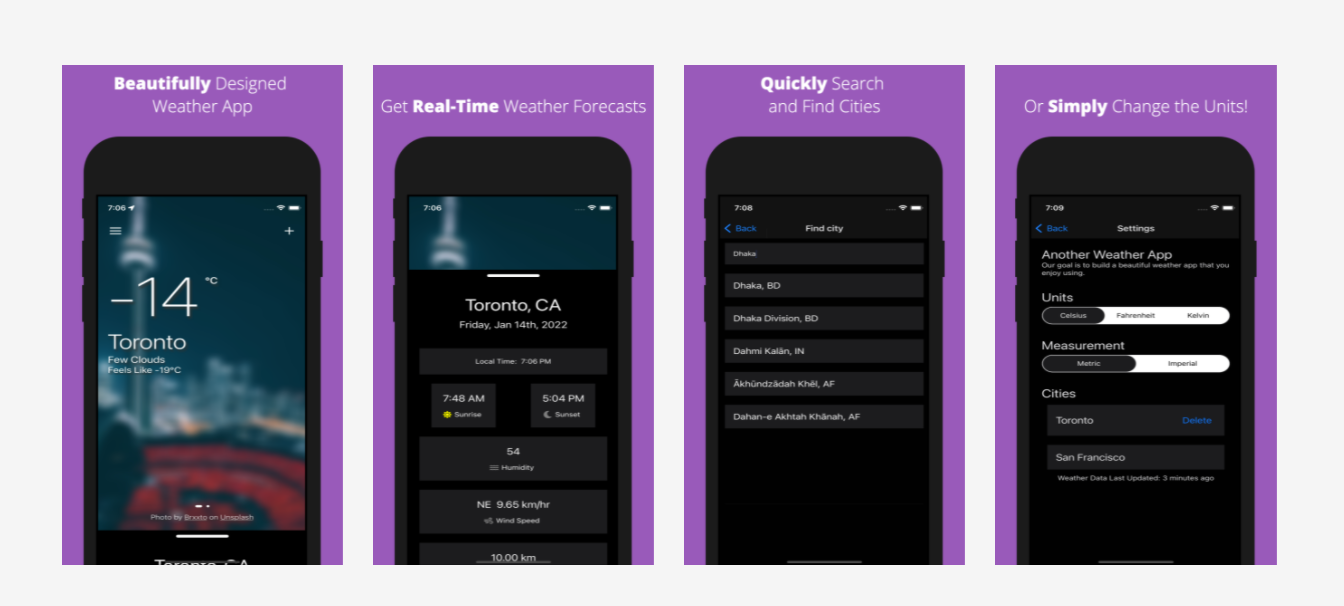 Beautifully Designed
Weather App
7:06
-14 °C
Toronto
Few Clouds
Feels Like -19°C
Photo by Brxxto on Unsplash
Toronto, CA
Get Real-Time Weather Forecasts
7:06
Toronto, CA
Friday, Jan 14th, 2022
Local Time: 7:06 PM
7:48 AM
Sunrise
5:04 PM
Sunset
54
Humidity
NE 9.65 km/hr
Wind Speed
10.00 km
Quickly Search
and Find Cities
7:08
Back
Find city
Dhaka
Dhaka, BD
Dhaka Division, BD
Dahmi Kalān, IN
Ākhūndzādah Khēl, AF
Dahan-e Akhtah Khānah, AF
Or Simply Change the Units!
7:09
Back
Settings
Another Weather App
Our goal is to build a beautiful weather app that you
enjoy using.
Units
Celsius Fahrenheit Kelvin
Measurement
Metric Imperial
Cities
Toronto Delete
San Francisco
Weather Data Last Updated: 3 minutes ago